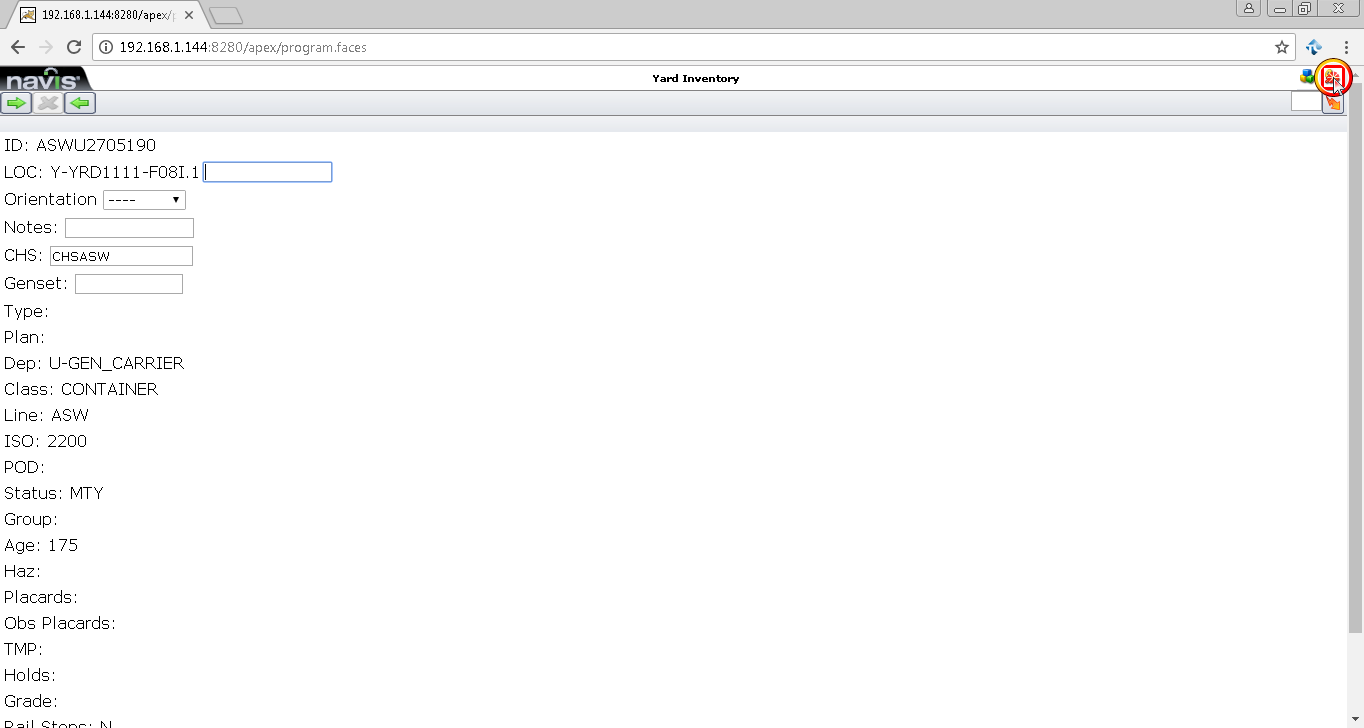 192.168.1.144:8280/apex/p
192.168.1.144:8280/apex/program.faces
navis
Yard Inventory
ID: ASWU2705190
LOC: Y-YRD1111-F08I.1
Orientation ----
Notes:
CHS: CHSASW
Genset:
Type:
Plan:
Dep: U-GEN_CARRIER
Class: CONTAINER
Line: ASW
ISO: 2200
POD:
Status: MTY
Group:
Age: 175
Haz:
Placards:
Obs Placards:
TMP:
Holds:
Grade:
Rail Stops: N